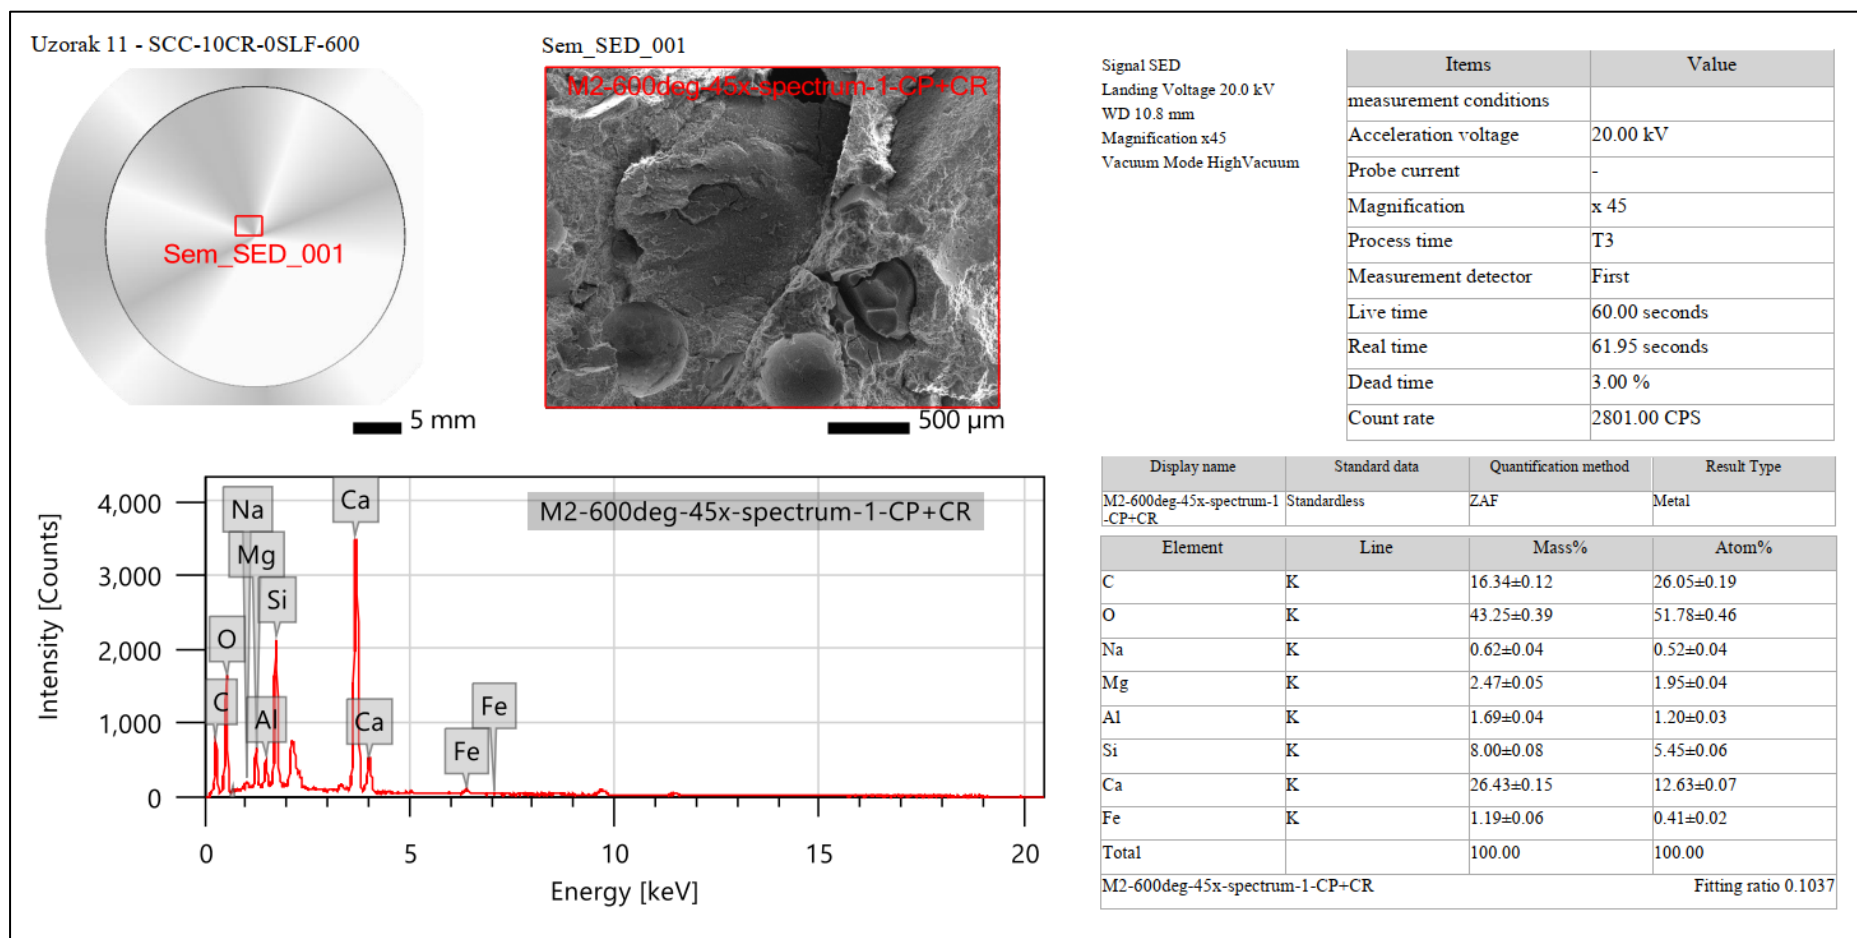 Uzorak 11 - SCC-10CR-0SLF-600
Sem_SED_001
5 mm
Sem_SED_001
M2-600deg-45x-spectrum-1-CP+CR
500 µm
Signal SED
Landing Voltage 20.0 kV
WD 10.8 mm
Magnification x45
Vacuum Mode HighVacuum
Items Value
measurement conditions
Acceleration voltage 20.00 kV
Probe current -
Magnification x 45
Process time T3
Measurement detector First
Live time 60.00 seconds
Real time 61.95 seconds
Dead time 3.00 %
Count rate 2801.00 CPS
Intensity [Counts]
4,000
3,000
2,000
1,000
0
C
O
Na
Mg
Al
Si
Ca
Ca
Fe
Fe
M2-600deg-45x-spectrum-1-CP+CR
0 5 10 15 20
Energy [keV]
Display name Standard data Quantification method Result Type
M2-600deg-45x-spectrum-1 Standardless ZAF Metal
-CP+CR
Element Line Mass% Atom%
C K 16.34±0.12 26.05±0.19
O K 43.25±0.39 51.78±0.46
Na K 0.62±0.04 0.52±0.04
Mg K 2.47±0.05 1.95±0.04
Al K 1.69±0.04 1.20±0.03
Si K 8.00±0.08 5.45±0.06
Ca K 26.43±0.15 12.63±0.07
Fe K 1.19±0.06 0.41±0.02
Total 100.00 100.00
M2-600deg-45x-spectrum-1-CP+CR Fitting ratio 0.1037